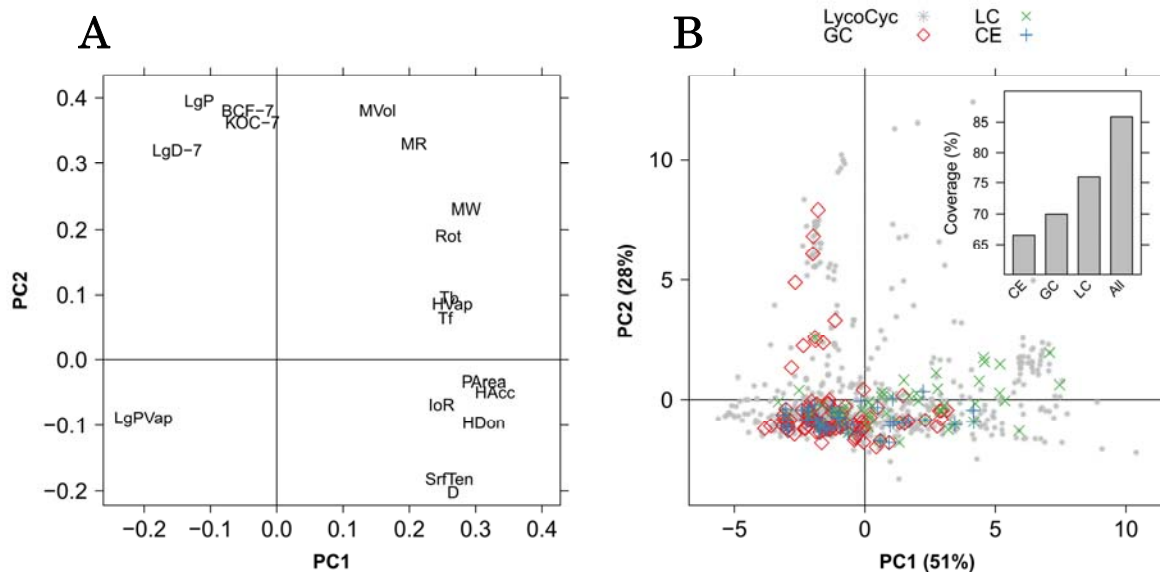 A
0.4
0.3
0.2
0.1
0.0
−0.1
−0.2
PC2
LgP
BCF−7
KOC−7
LgD−7
MVol
MR
MW
Rot
Tb
HVap
Tf
PArea
HAcc
IoR
HDon
LgPVap
SrfTen
D
−0.2 −0.1 0.0 0.1 0.2 0.3 0.4
PC1
B
LycoCyc LC
GC CE
10
5
0
PC2 (28%)
85
80
75
70
65
Coverage (%)
CE GC LC All
−5 0 5 10
PC1 (51%)